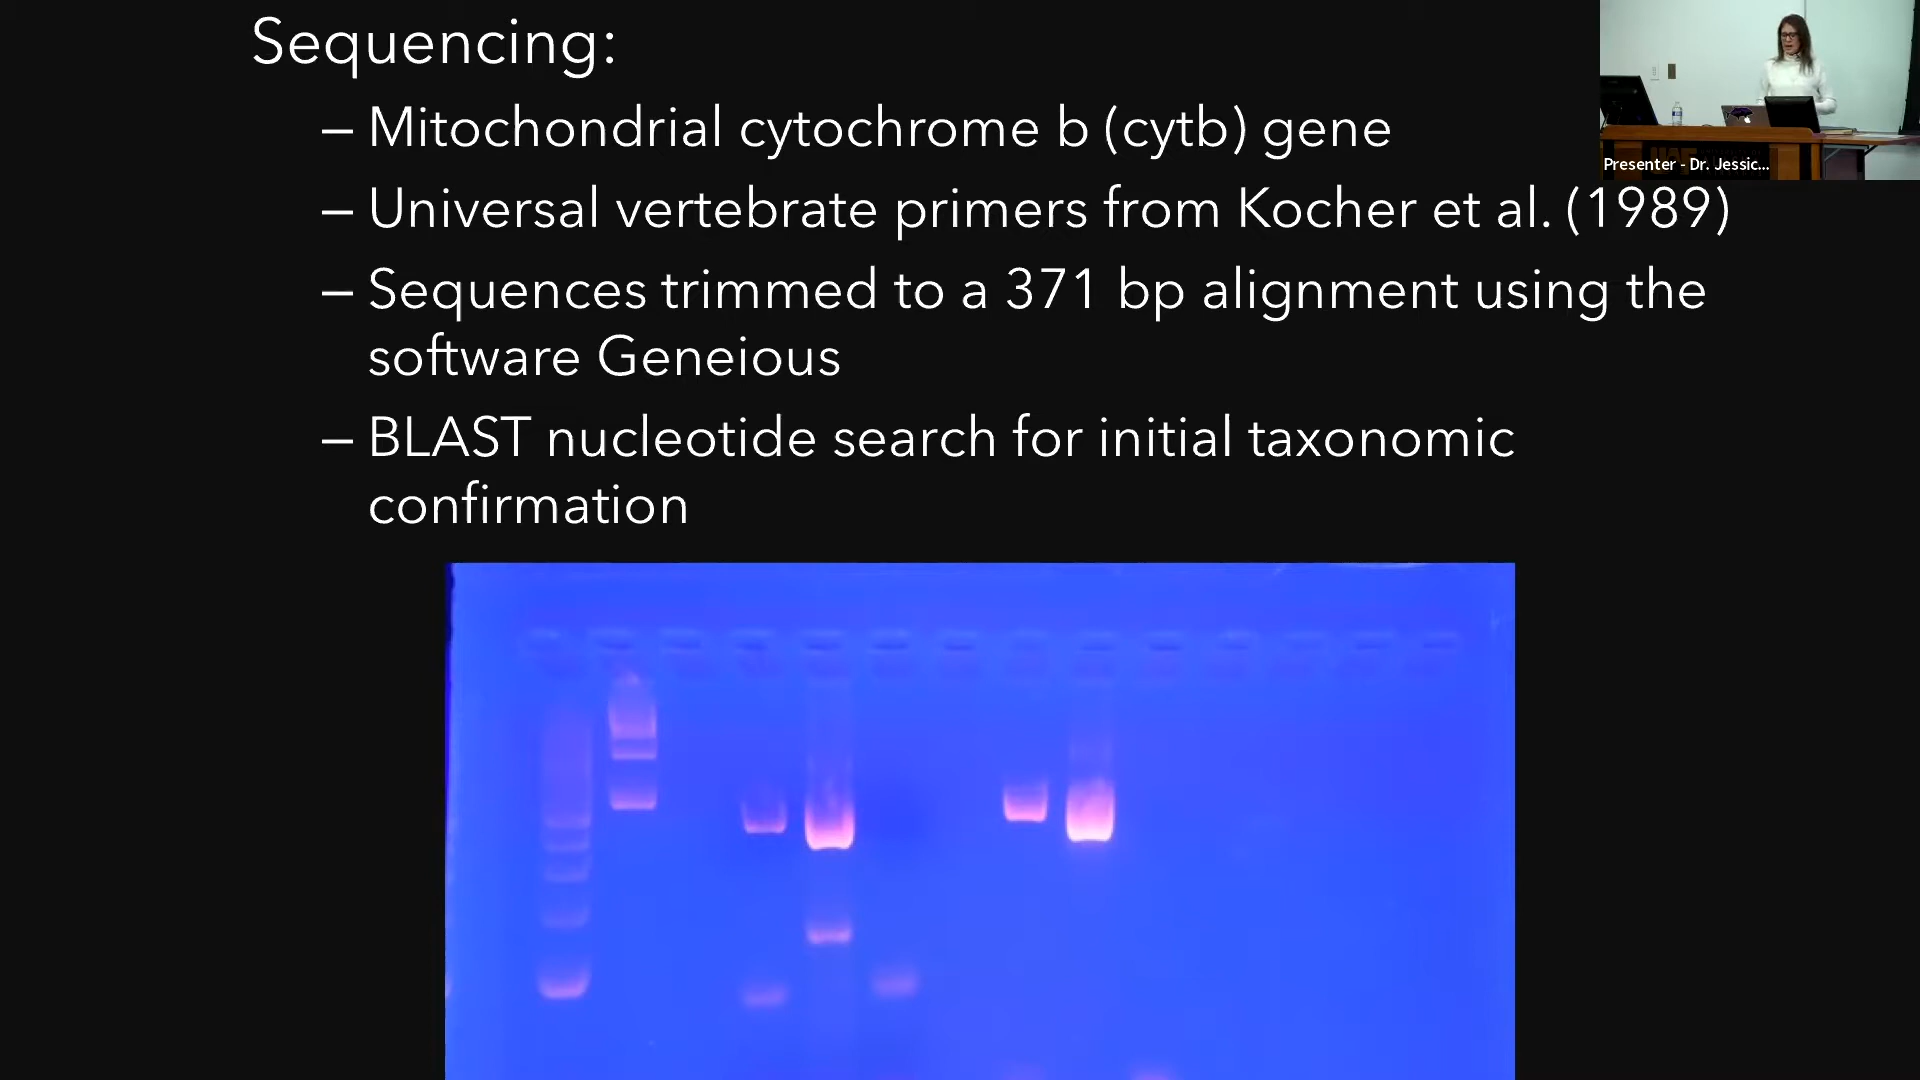 Sequencing:
– Mitochondrial cytochrome b (cytb) gene
– Universal vertebrate primers from Kocher et al. (1989)
– Sequences trimmed to a 371 bp alignment using the
software Geneious
– BLAST nucleotide search for initial taxonomic
confirmation
Presenter - Dr. Jessic...